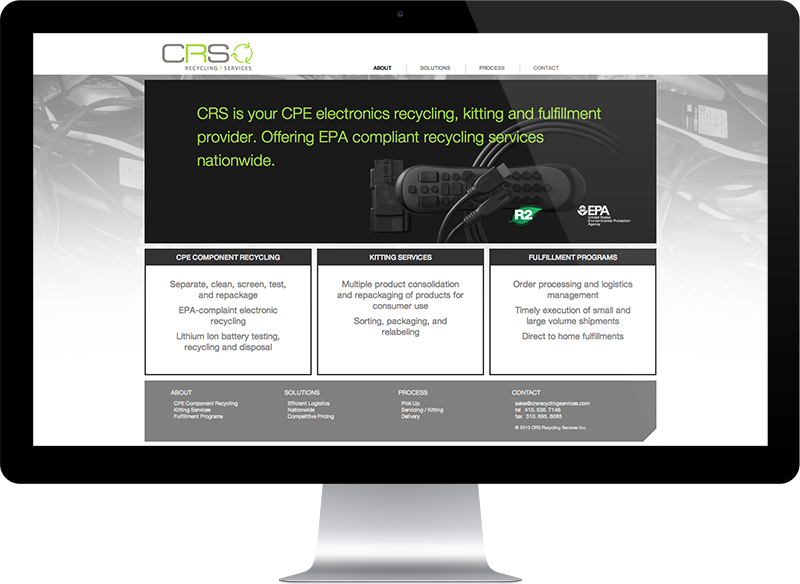 CRS
RECYCLING / SERVICES
ABOUT
SOLUTIONS
PROCESS
CONTACT
CRS is your CPE electronics recycling, kitting and fulfillment
provider. Offering EPA compliant recycling services
nationwide.
R2
EPA
United States
Environmental Protection
Agency
CPE COMPONENT RECYCLING
Separate, clean, screen, test,
and repackage
EPA-complaint electronic
recycling
Lithium Ion battery testing,
recycling and disposal
KITTING SERVICES
Multiple product consolidation
and repackaging of products for
consumer use
Sorting, packaging, and
relabeling
FULFILLMENT PROGRAMS
Order processing and logistics
management
Timely execution of small and
large volume shipments
Direct to home fulfillments
ABOUT
CPE Component Recycling
Kitting Services
Fulfillment Programs
SOLUTIONS
Efficient Logistics
Nationwide
Competitive Pricing
PROCESS
Pick Up
Servicing / Kitting
Delivery
CONTACT
sales@crsrecyclingservices.com
tel 410. 536. 7146
fax 310. 695. 6085
© 2015 CRS Recycling Services Inc.